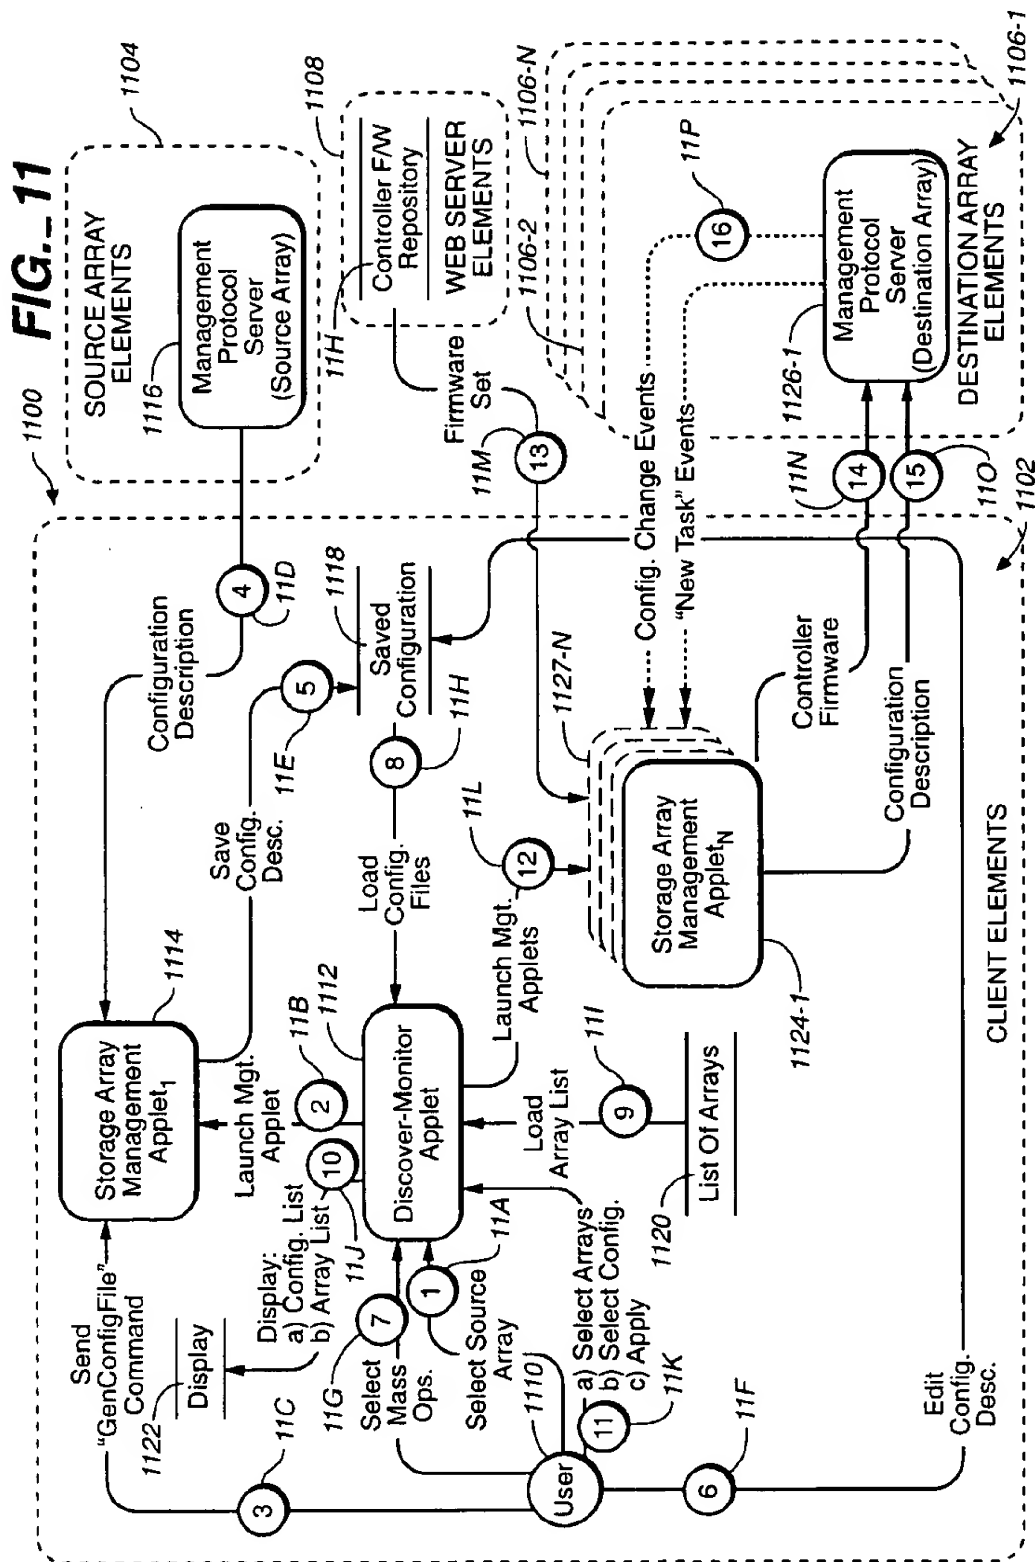 FIG._11
1100
SOURCE ARRAY
ELEMENTS
1104
1116
Management
Protocol
Server
(Source Array)
1108
11H
Controller F/W
Repository
WEB SERVER
ELEMENTS
1106-N
1106-2
1106-1
11P
16
1126-1
Management
Protocol
Server
(Destination Array)
DESTINATION ARRAY
ELEMENTS
Firmware
Set
11M
13
11N
14
15
11O
1102
Configuration
Description
4
11D
5
11E
Save
Config.
Desc.
1118
Saved
Configuration
8
11H
Load
Config.
Files
Config. Change Events
"New Task" Events
1127-N
Storage Array
Management
AppletN
1124-1
Controller
Firmware
Configuration
Description
11L
12
Launch Mgt.
Applets
1114
Storage Array
Management
Applet1
Launch Mgt.
Applet
2
11B
1112
Discover-Monitor
Applet
Load
Array List
9
11I
1120
List Of Arrays
Send
"GenConfigFile"
Command
1122
Display
Display:
a) Config. List
b) Array List
10
11J
11G
7
Select
Mass
Ops.
1
11A
Select Source
Array
a) Select Arrays
b) Select Config.
c) Apply
11
11K
1110
User
3
11C
6
11F
Edit
Config.
Desc.
CLIENT ELEMENTS